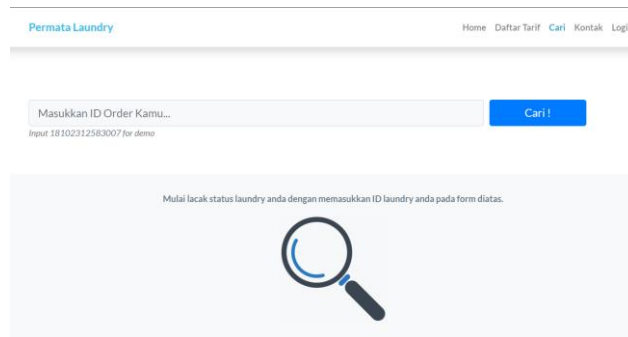 Permata Laundry
Home Daftar Tarif Cari Kontak Logi
Masukkan ID Order Kamu...
Cari !
Input 18102312583007 for demo
Mulai lacak status laundry anda dengan memasukkan ID laundry anda pada form diatas.